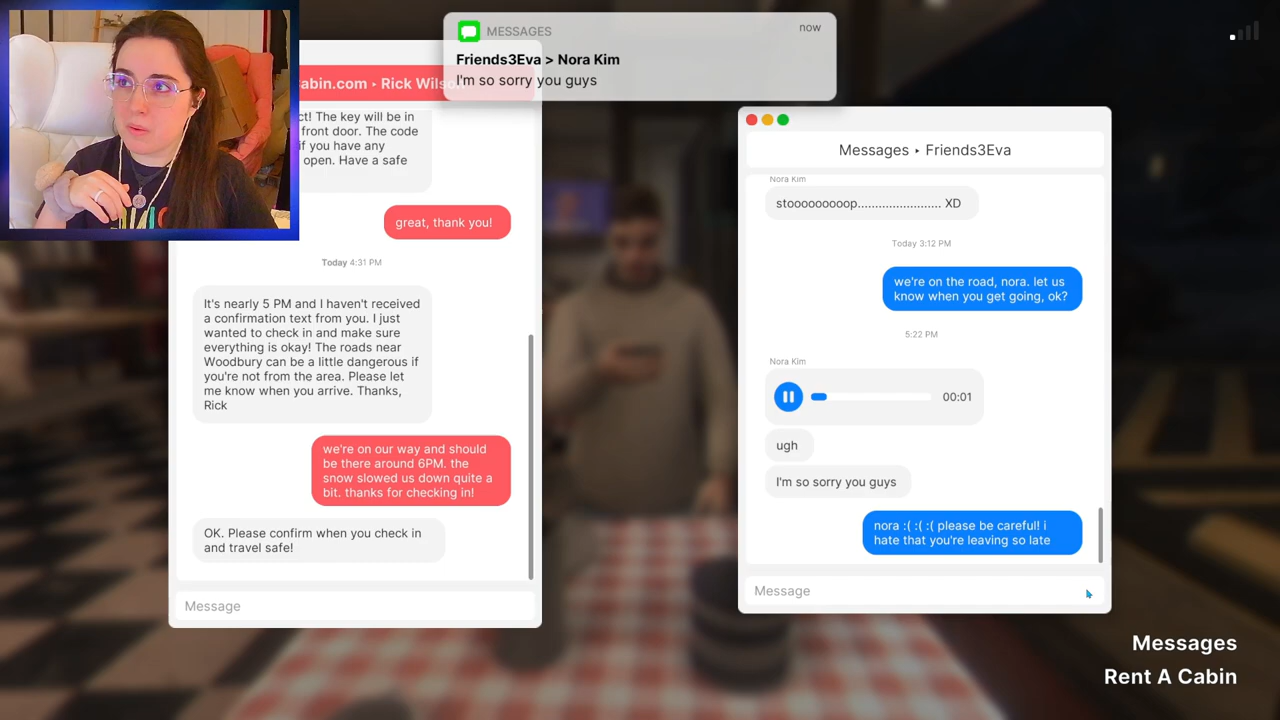 MESSAGES
now
Friends3Eva > Nora Kim
I'm so sorry you guys
abin.com ▸ Rick Wilso
ct! The key will be in
front door. The code
if you have any
open. Have a safe
great, thank you!
Today 4:31 PM
It's nearly 5 PM and I haven't received
a confirmation text from you. I just
wanted to check in and make sure
everything is okay! The roads near
Woodbury can be a little dangerous if
you're not from the area. Please let
me know when you arrive. Thanks,
Rick
we're on our way and should
be there around 6PM. the
snow slowed us down quite a
bit. thanks for checking in!
OK. Please confirm when you check in
and travel safe!
Message
Messages ▸ Friends3Eva
Nora Kim
stooooooooop........................ XD
Today 3:12 PM
we're on the road, nora. let us
know when you get going, ok?
5:22 PM
Nora Kim
00:01
ugh
I'm so sorry you guys
nora :( :( :( please be careful! i
hate that you're leaving so late
Message
Messages
Rent A Cabin